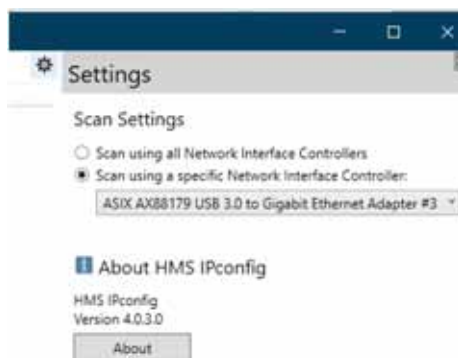 Settings
Scan Settings
Scan using all Network Interface Controllers
Scan using a specific Network Interface Controller:
ASIX AX88179 USB 3.0 to Gigabit Ethernet Adapter #3
About HMS IPconfig
HMS IPconfig
Version 4.0.3.0
About